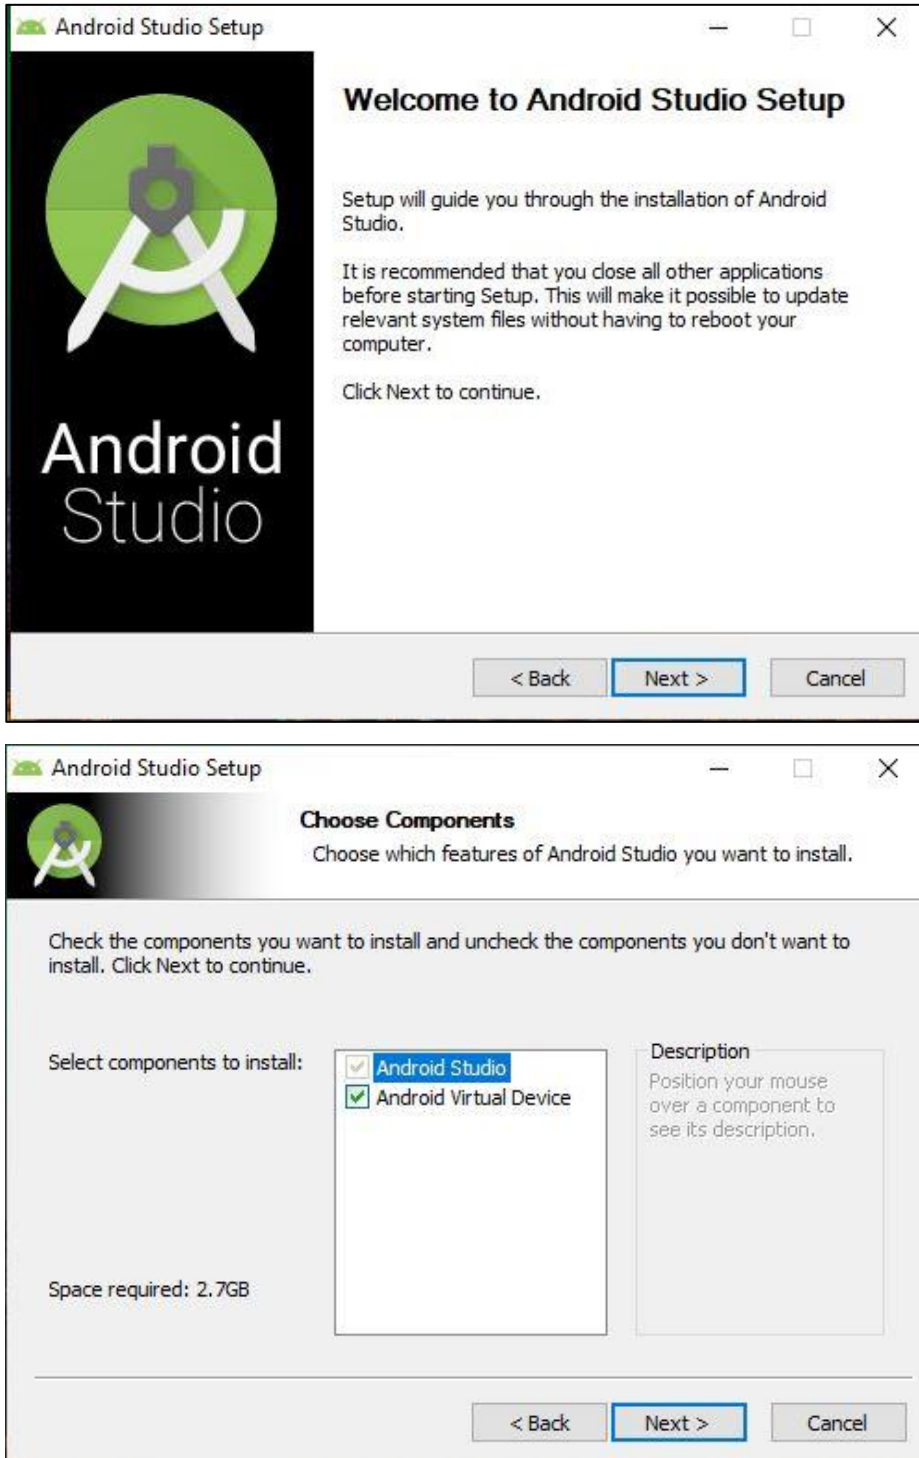 Android Studio Setup
Welcome to Android Studio Setup
Setup will guide you through the installation of Android
Studio.
It is recommended that you close all other applications
before starting Setup. This will make it possible to update
relevant system files without having to reboot your
computer.
Click Next to continue.
Android
Studio
< Back
Next >
Cancel
Android Studio Setup
Choose Components
Choose which features of Android Studio you want to install.
Check the components you want to install and uncheck the components you don't want to
install. Click Next to continue.
Select components to install:
Android Studio
Android Virtual Device
Description
Position your mouse
over a component to
see its description.
Space required: 2.7GB
< Back
Next >
Cancel